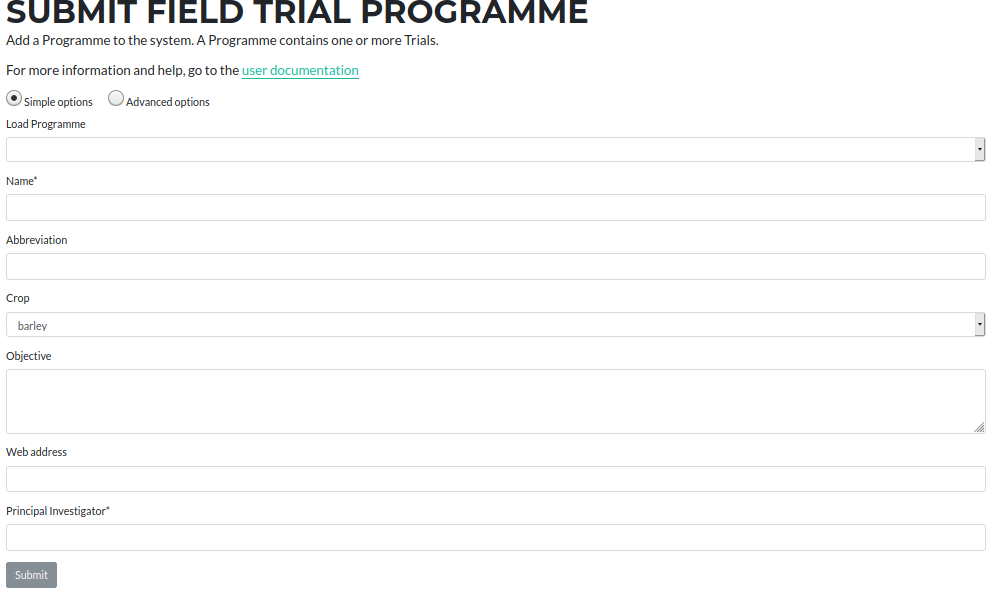 SUBMIT FIELD TRIAL PROGRAMME
Add a Programme to the system. A Programme contains one or more Trials.
For more information and help, go to the user documentation
Simple options Advanced options
Load Programme
Name*
Abbreviation
Crop
barley
Objective
Web address
Principal Investigator*
Submit